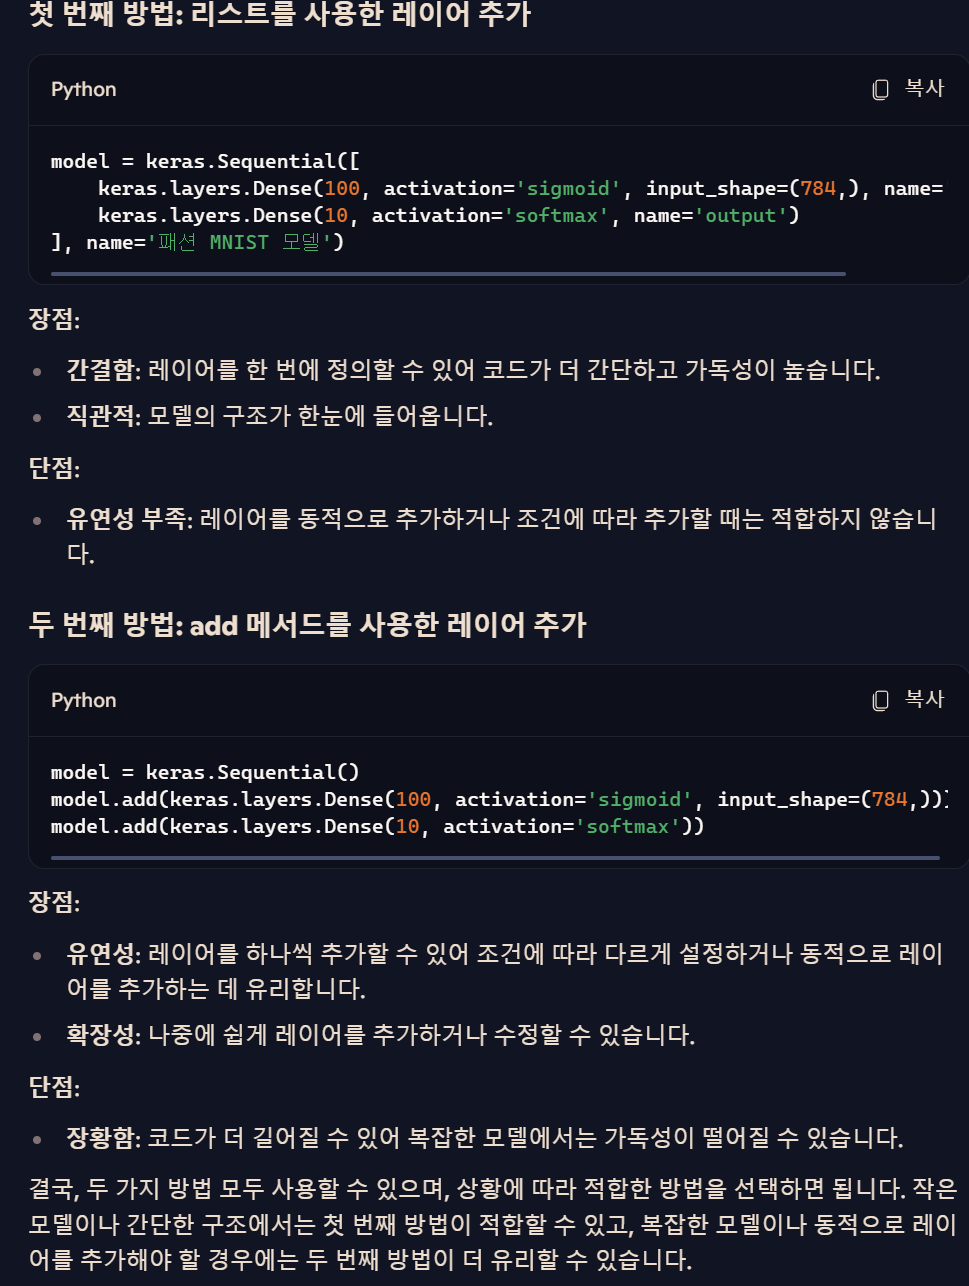 첫 번째 방법: 리스트를 사용한 레이어 추가
Python
복사
model = keras.Sequential([
    keras.layers.Dense(100, activation='sigmoid', input_shape=(784,), name=
    keras.layers.Dense(10, activation='softmax', name='output')
], name='패션 MNIST 모델')
장점:
• 간결함: 레이어를 한 번에 정의할 수 있어 코드가 더 간단하고 가독성이 높습니다.
• 직관적: 모델의 구조가 한눈에 들어옵니다.
단점:
• 유연성 부족: 레이어를 동적으로 추가하거나 조건에 따라 추가할 때는 적합하지 않습니
다.
두 번째 방법: add 메서드를 사용한 레이어 추가
Python
복사
model = keras.Sequential()
model.add(keras.layers.Dense(100, activation='sigmoid', input_shape=(784,)))
model.add(keras.layers.Dense(10, activation='softmax'))
장점:
• 유연성: 레이어를 하나씩 추가할 수 있어 조건에 따라 다르게 설정하거나 동적으로 레이
어를 추가하는 데 유리합니다.
• 확장성: 나중에 쉽게 레이어를 추가하거나 수정할 수 있습니다.
단점:
• 장황함: 코드가 더 길어질 수 있어 복잡한 모델에서는 가독성이 떨어질 수 있습니다.
결국, 두 가지 방법 모두 사용할 수 있으며, 상황에 따라 적합한 방법을 선택하면 됩니다. 작은
모델이나 간단한 구조에서는 첫 번째 방법이 적합할 수 있고, 복잡한 모델이나 동적으로 레이
어를 추가해야 할 경우에는 두 번째 방법이 더 유리할 수 있습니다.